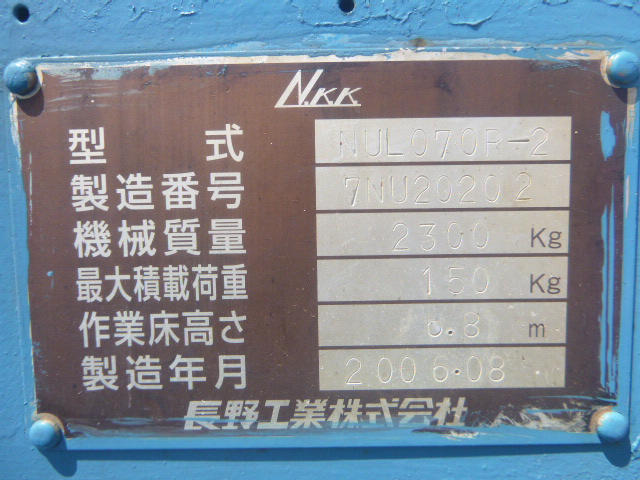 N.K.K.
型式 NUL070R-2
製造番号 7NU20202
機械質量 2300 Kg
最大積載荷重 150 Kg
作業床高さ 6.8 m
製造年月 2006.08
長野工業株式会社